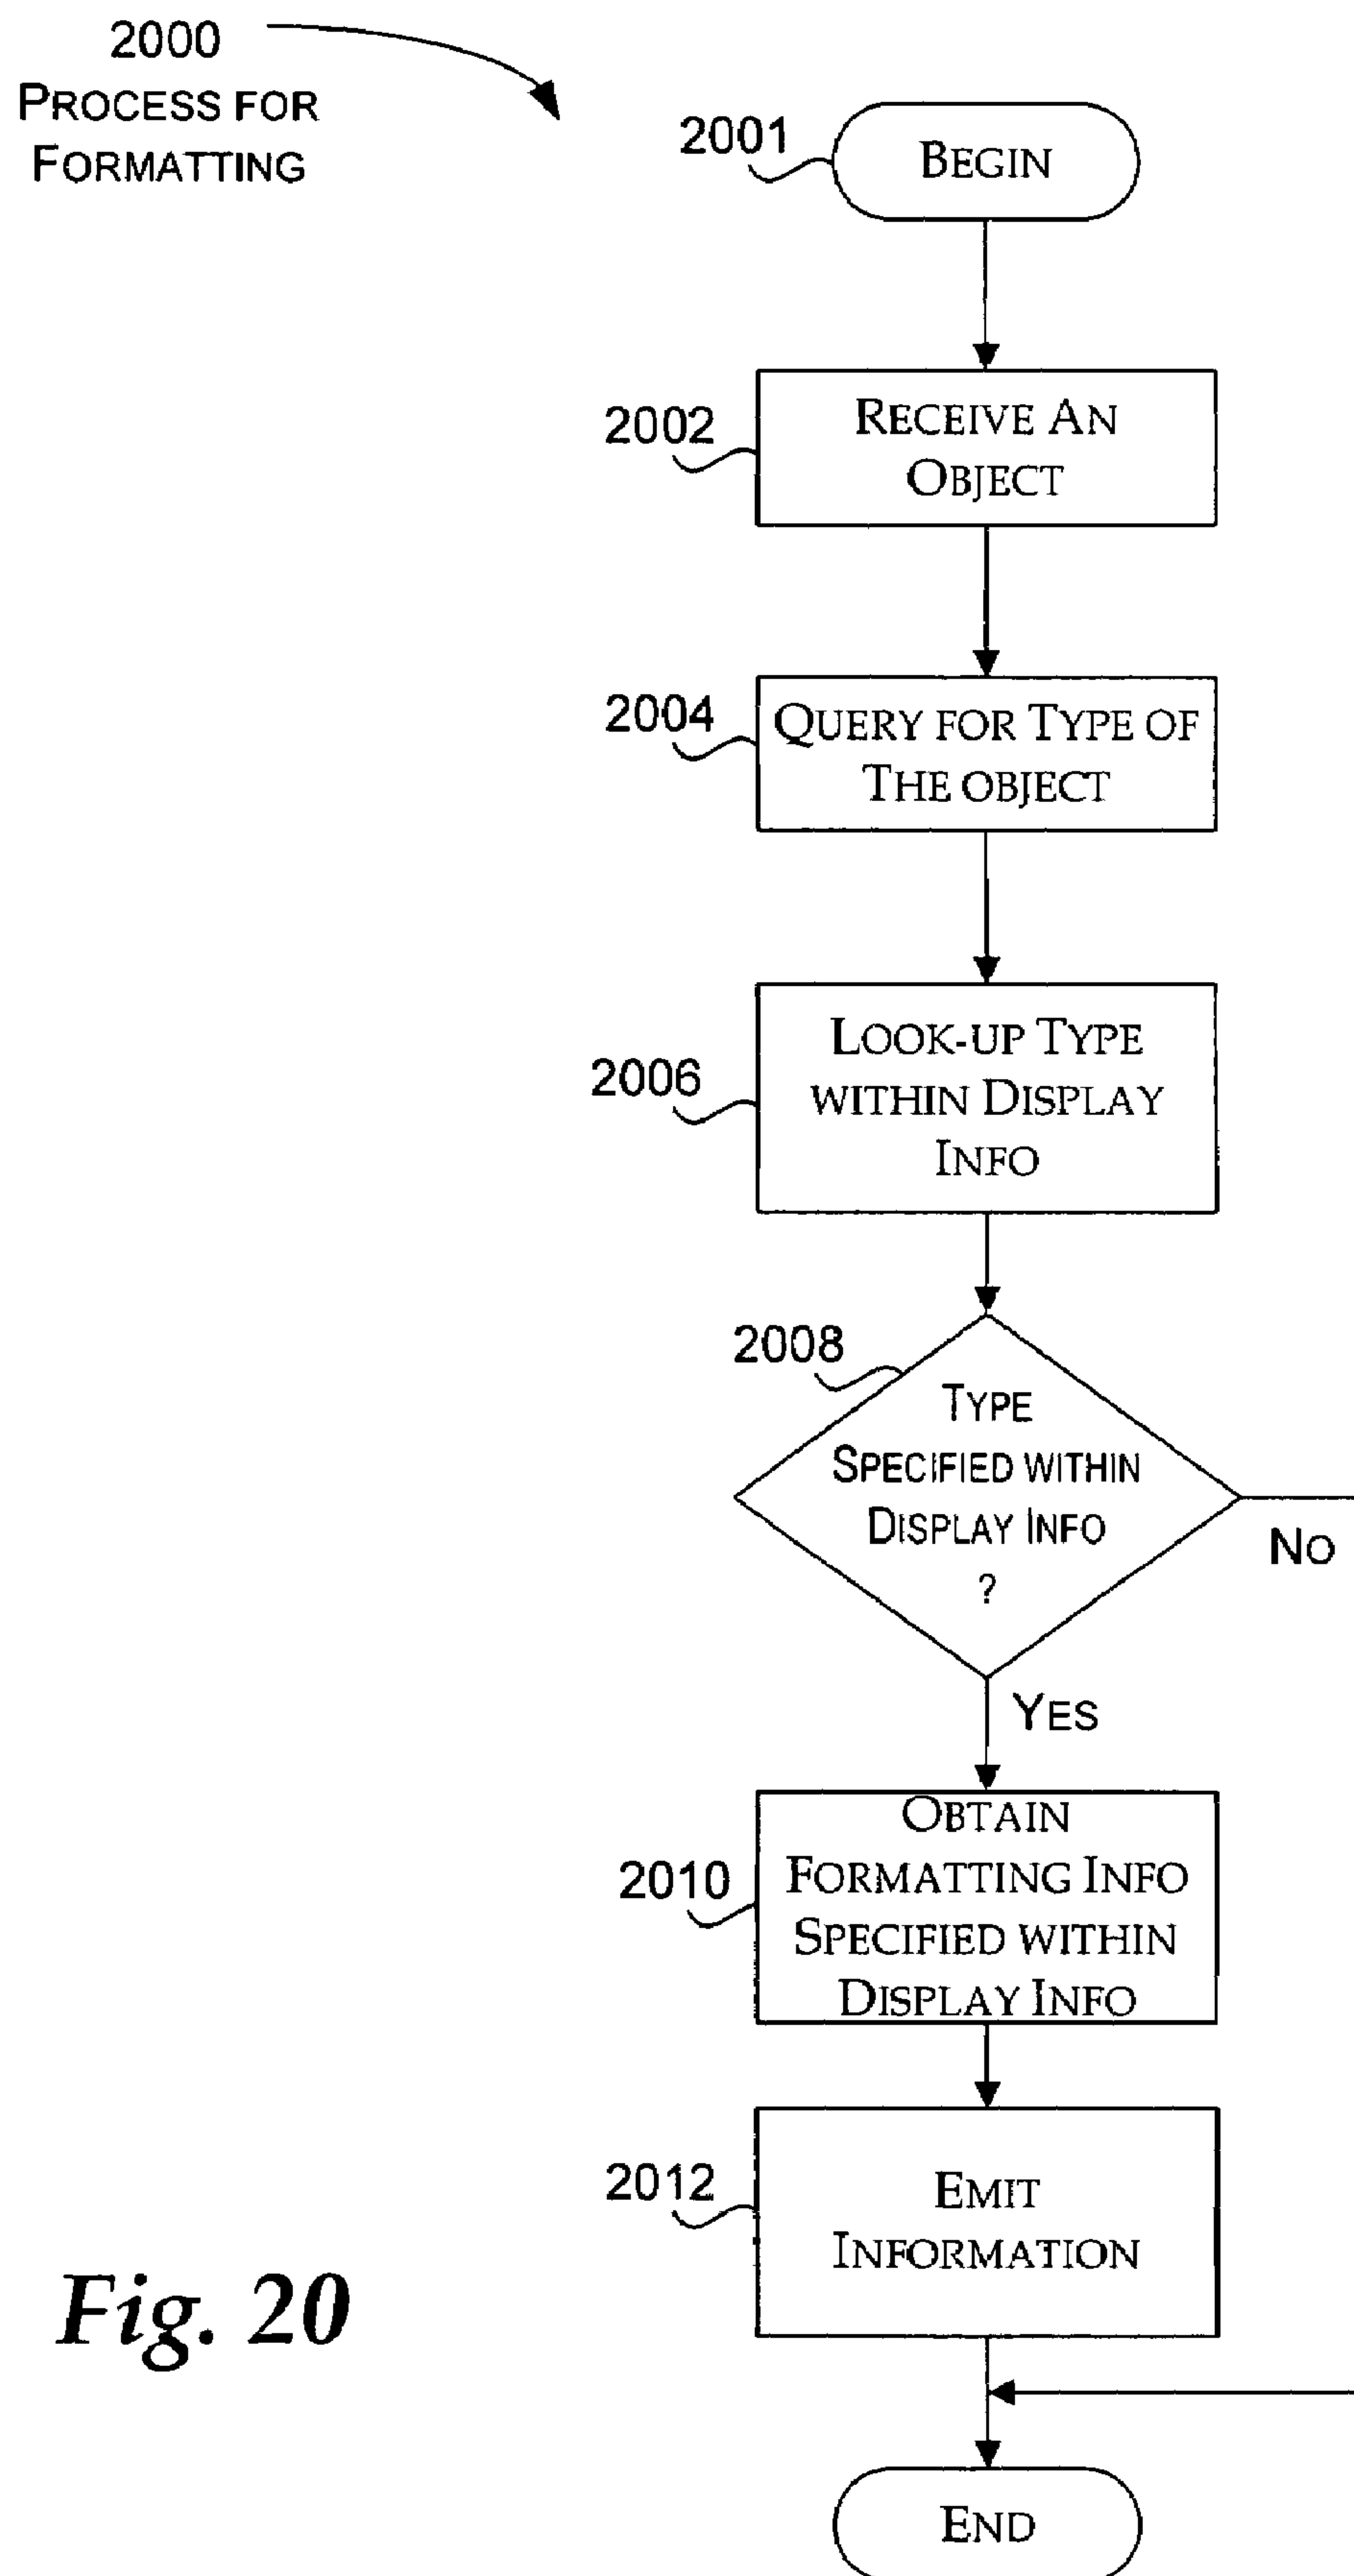 2000
PROCESS FOR
FORMATTING
2001
BEGIN
2002
RECEIVE AN
OBJECT
2004
QUERY FOR TYPE OF
THE OBJECT
2006
LOOK-UP TYPE
WITHIN DISPLAY
INFO
2008
TYPE
SPECIFIED WITHIN
DISPLAY INFO
?
NO
YES
2010
OBTAIN
FORMATTING INFO
SPECIFIED WITHIN
DISPLAY INFO
2012
EMIT
INFORMATION
Fig. 20
END